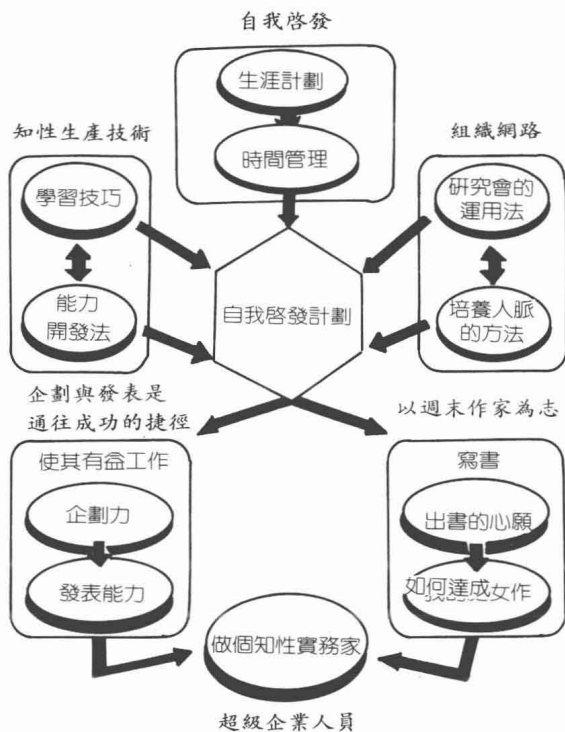 自我啓發
生涯計劃
時間管理
知性生產技術
學習技巧
能力
開發法
組織網路
研究會的
運用法
培養人脈
的方法
自我啓發計劃
企劃與發表是
通往成功的捷徑
使其有益工作
企劃力
發表能力
以週末作家為志
寫書
出書的心願
如何達成
女作
做個知性實務家
超級企業人員